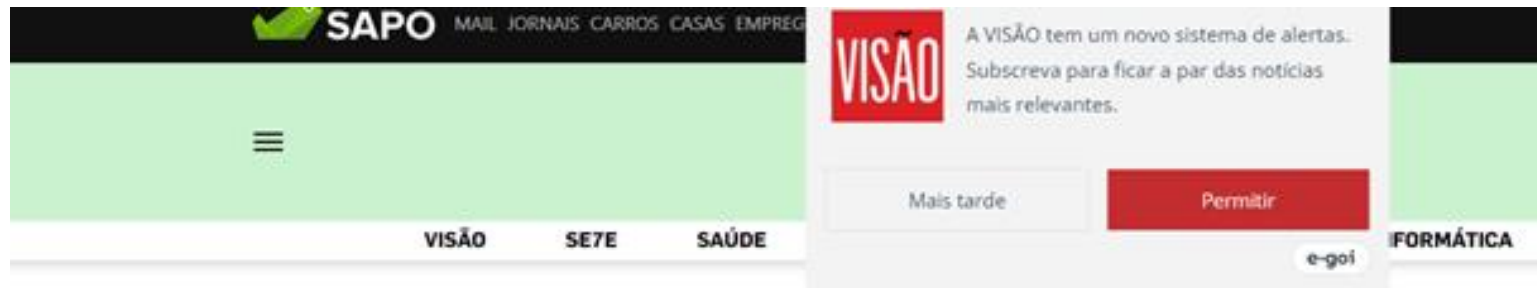 SAPO MAIL JORNAIS CARROS CASAS
VISÃO
A VISÃO tem um novo sistema de alertas.
Subscreva para ficar a par das notícias
mais relevantes.
Mais tarde Permitir
e-goi
VISÃO SE7E SAÚDE